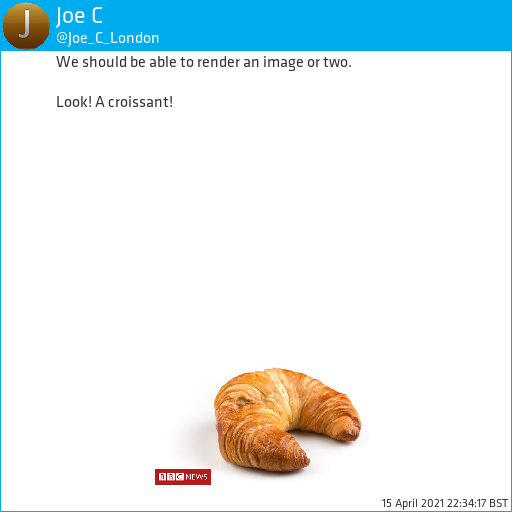 J
Joe C
@Joe_C_London
We should be able to render an image or two.
Look! A croissant!
BBC NEWS
15 April 2021 22:34:17 BST